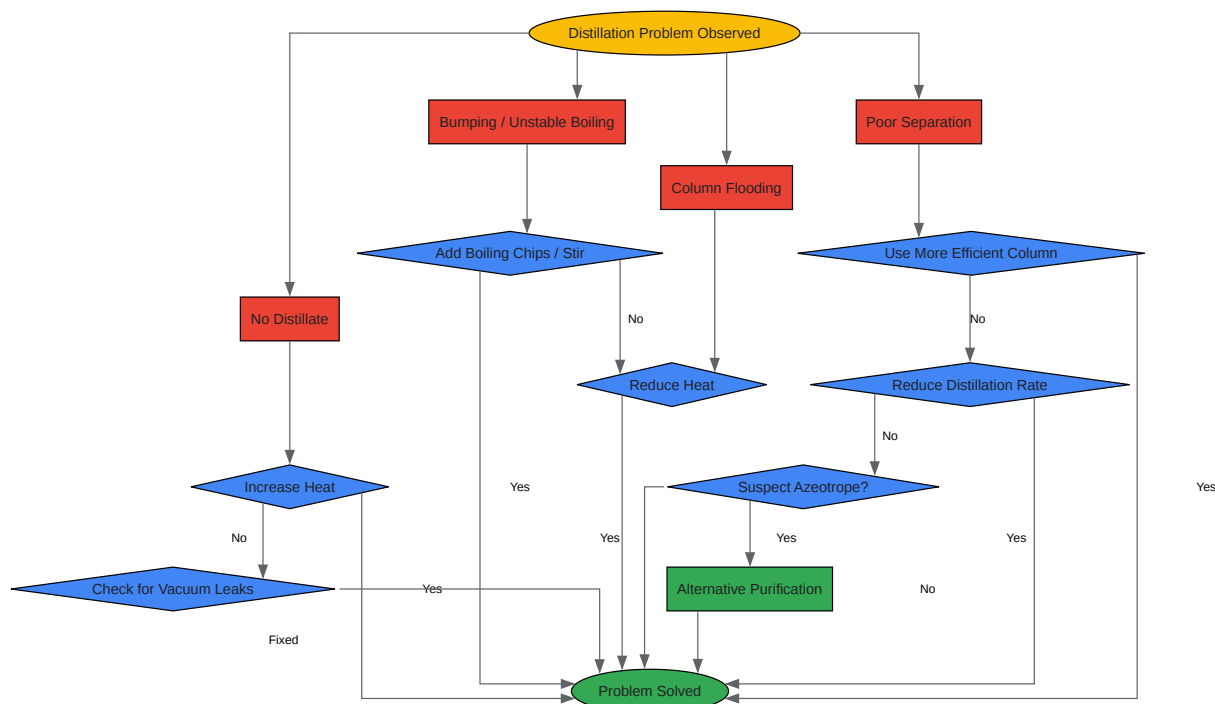 Distillation Problem Observed
Bumping / Unstable Boiling
Poor Separation
Column Flooding
Add Boiling Chips / Stir
Use More Efficient Column
No Distillate
No
No
Reduce Heat
Reduce Distillation Rate
No
Increase Heat
Yes
Suspect Azeotrope?
Yes
No
Yes
Yes
Yes
Check for Vacuum Leaks
Yes
Alternative Purification
No
Fixed
Problem Solved